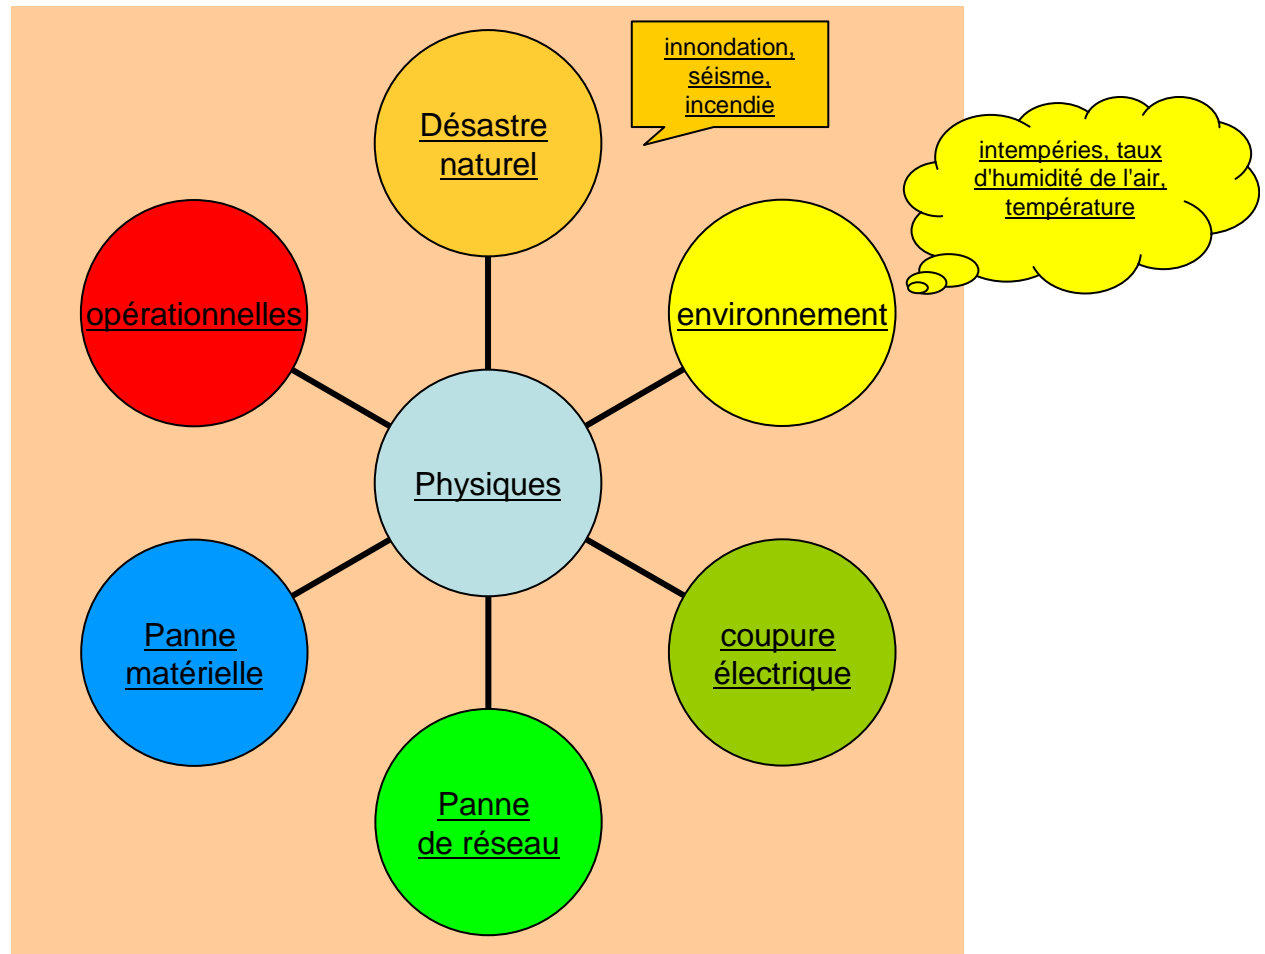 innondation,
séisme,
incendie
Désastre
naturel
intempéries, taux
d'humidité de l'air,
température
opérationnelles
environnement
Physiques
Panne
matérielle
coupure
électrique
Panne
de réseau